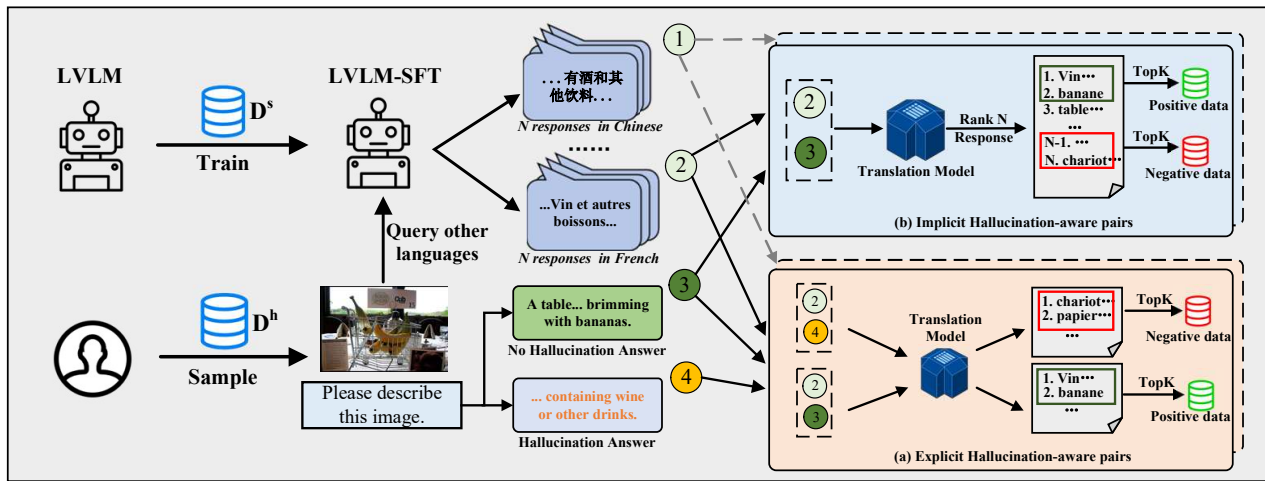 LVLM
D^s
Train
LVLM-SFT
Query other
languages
D^h
Sample
Please describe
this image.
...有酒和其
他饮料...
N responses in Chinese
......
...Vin et autres
boissons...
N responses in French
A table... brimming
with bananas.
No Hallucination Answer
... containing wine
or other drinks.
Hallucination Answer
1
2
3
4
2
3
Translation Model
Rank N
Response
1. Vin···
2. banane
3. table···
...
N-1. ···
N. chariot···
TopK
Positive data
TopK
Negative data
(b) Implicit Hallucination-aware pairs
2
4
2
3
Translation
Model
1. chariot···
2. papier···
...
TopK
Negative data
1. Vin···
2. banane
...
TopK
Positive data
(a) Explicit Hallucination-aware pairs